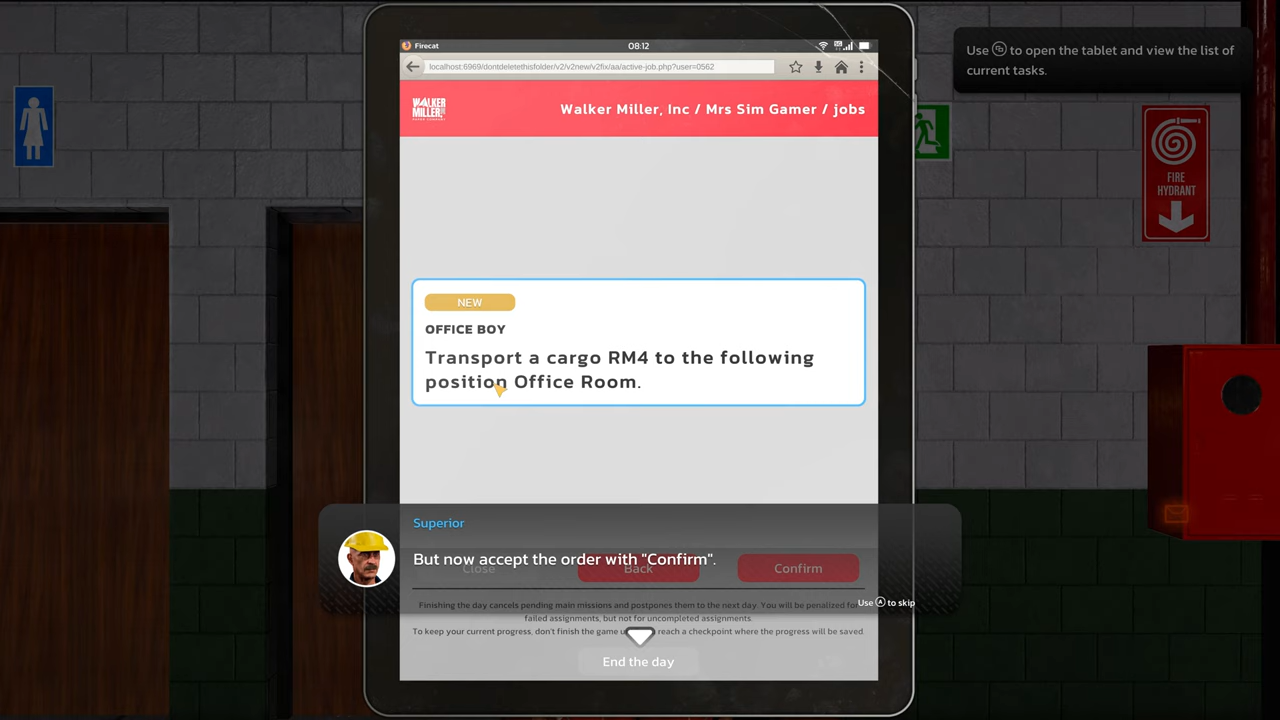 Firecat
08:12
5G
localhost:6969/dontdeletethisfolder/v2/v2new/v2fix/aa/active-job.php?user=0562
WALKER
MILLER
Walker Miller, Inc / Mrs Sim Gamer / jobs
NEW
OFFICE BOY
Transport a cargo RM4 to the following
position Office Room.
Superior
But now accept the order with "Confirm".
Close
Back
Confirm
Use A to skip
Finishing the day cancels pending main missions and postpones them to the next day. You will be penalized for
failed assignments, but not for uncompleted assignments.
To keep your current progress, don't finish the game reach a checkpoint where the progress will be saved.
End the day
Use to open the tablet and view the list of
current tasks.
FIRE
HYDRANT